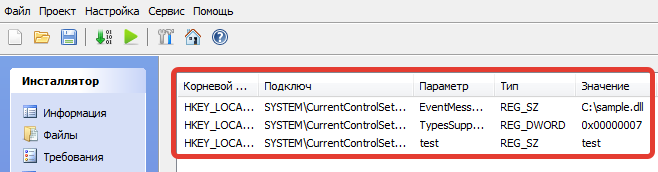 Файл Проект Настройка Сервис Помощь
Инсталлятор
Информация
Файлы
Требования
Корневой ... Подключ Параметр Тип Значение
HKEY_LOCA... SYSTEM\CurrentControlSet... EventMess... REG_SZ C:\sample.dll
HKEY_LOCA... SYSTEM\CurrentControlSet... TypesSupp... REG_DWORD 0x00000007
HKEY_LOCA... SYSTEM\CurrentControlSet... test REG_SZ test